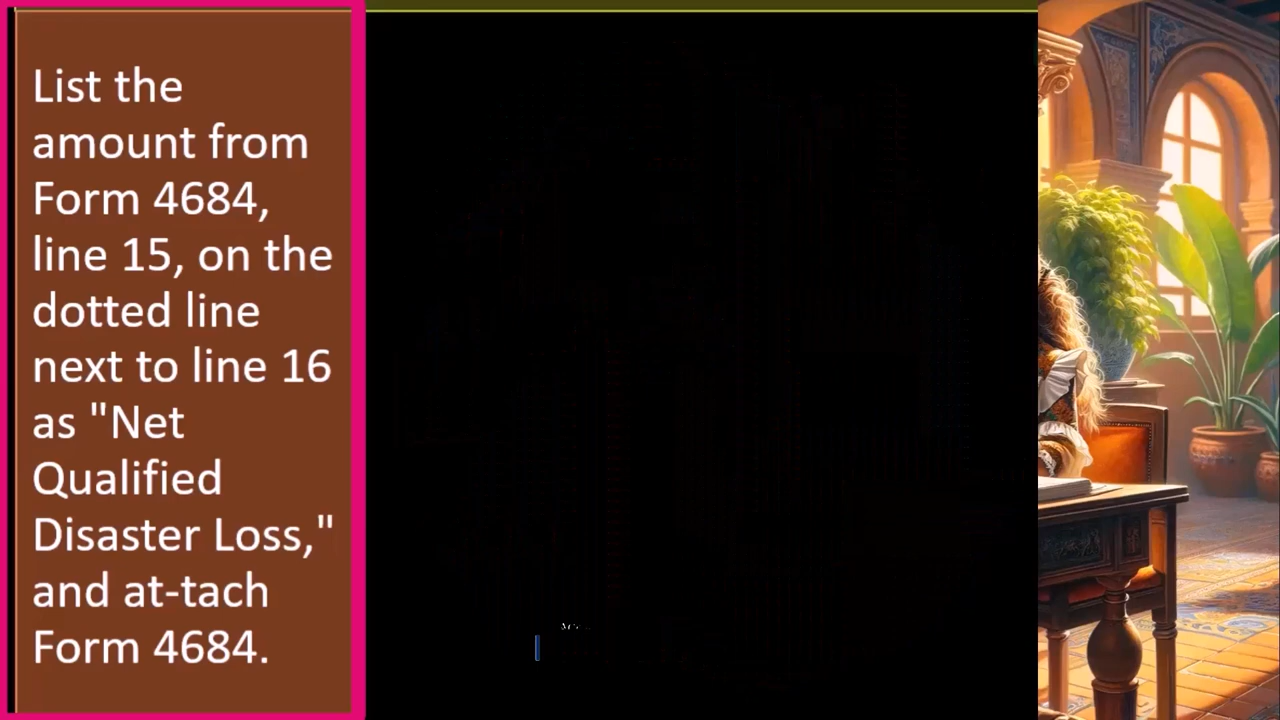 List the
amount from
Form 4684,
line 15, on the
dotted line
next to line 16
as "Net
Qualified
Disaster Loss,"
and at-tach
Form 4684.